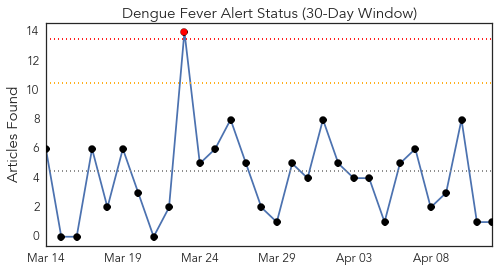 Dengue Fever Alert Status (30-Day Window)
Articles Found
14
12
10
8
6
4
2
0
Mar 14
Mar 19
Mar 24
Mar 29
Apr 03
Apr 08